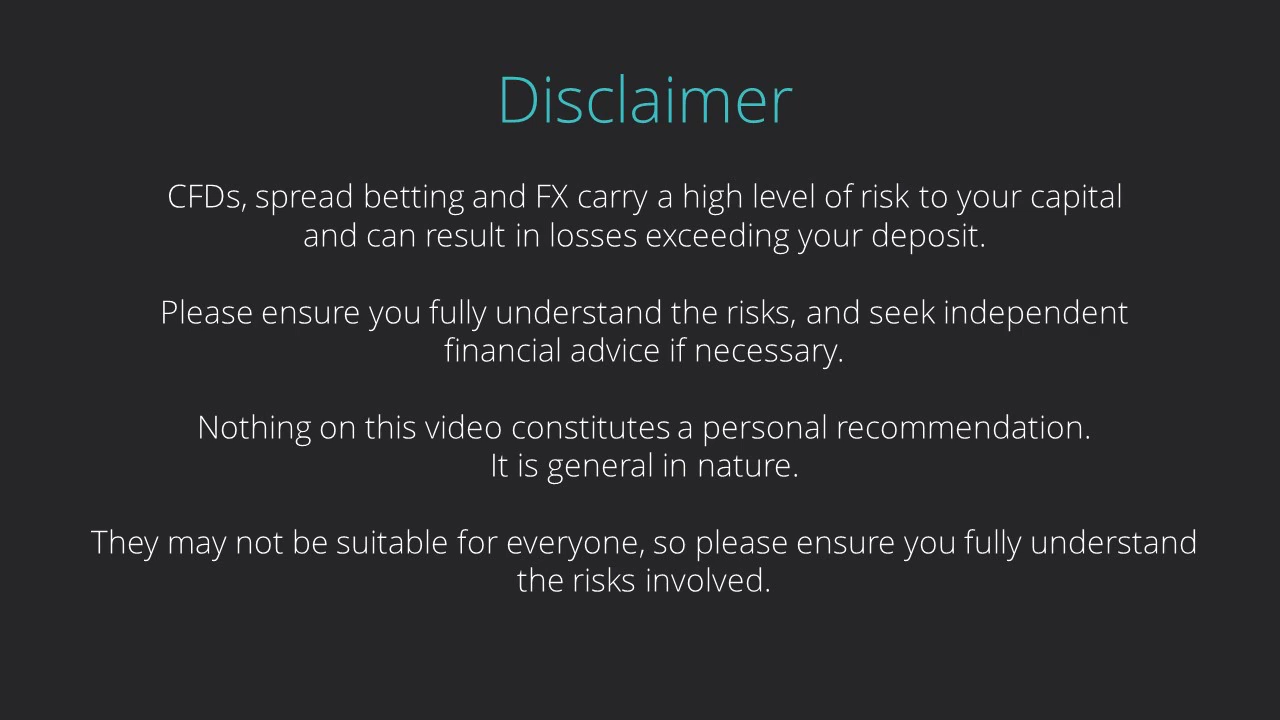 Disclaimer
CFDs, spread betting and FX carry a high level of risk to your capital
and can result in losses exceeding your deposit.
Please ensure you fully understand the risks, and seek independent
financial advice if necessary.
Nothing on this video constitutes a personal recommendation.
It is general in nature.
They may not be suitable for everyone, so please ensure you fully understand
the risks involved.